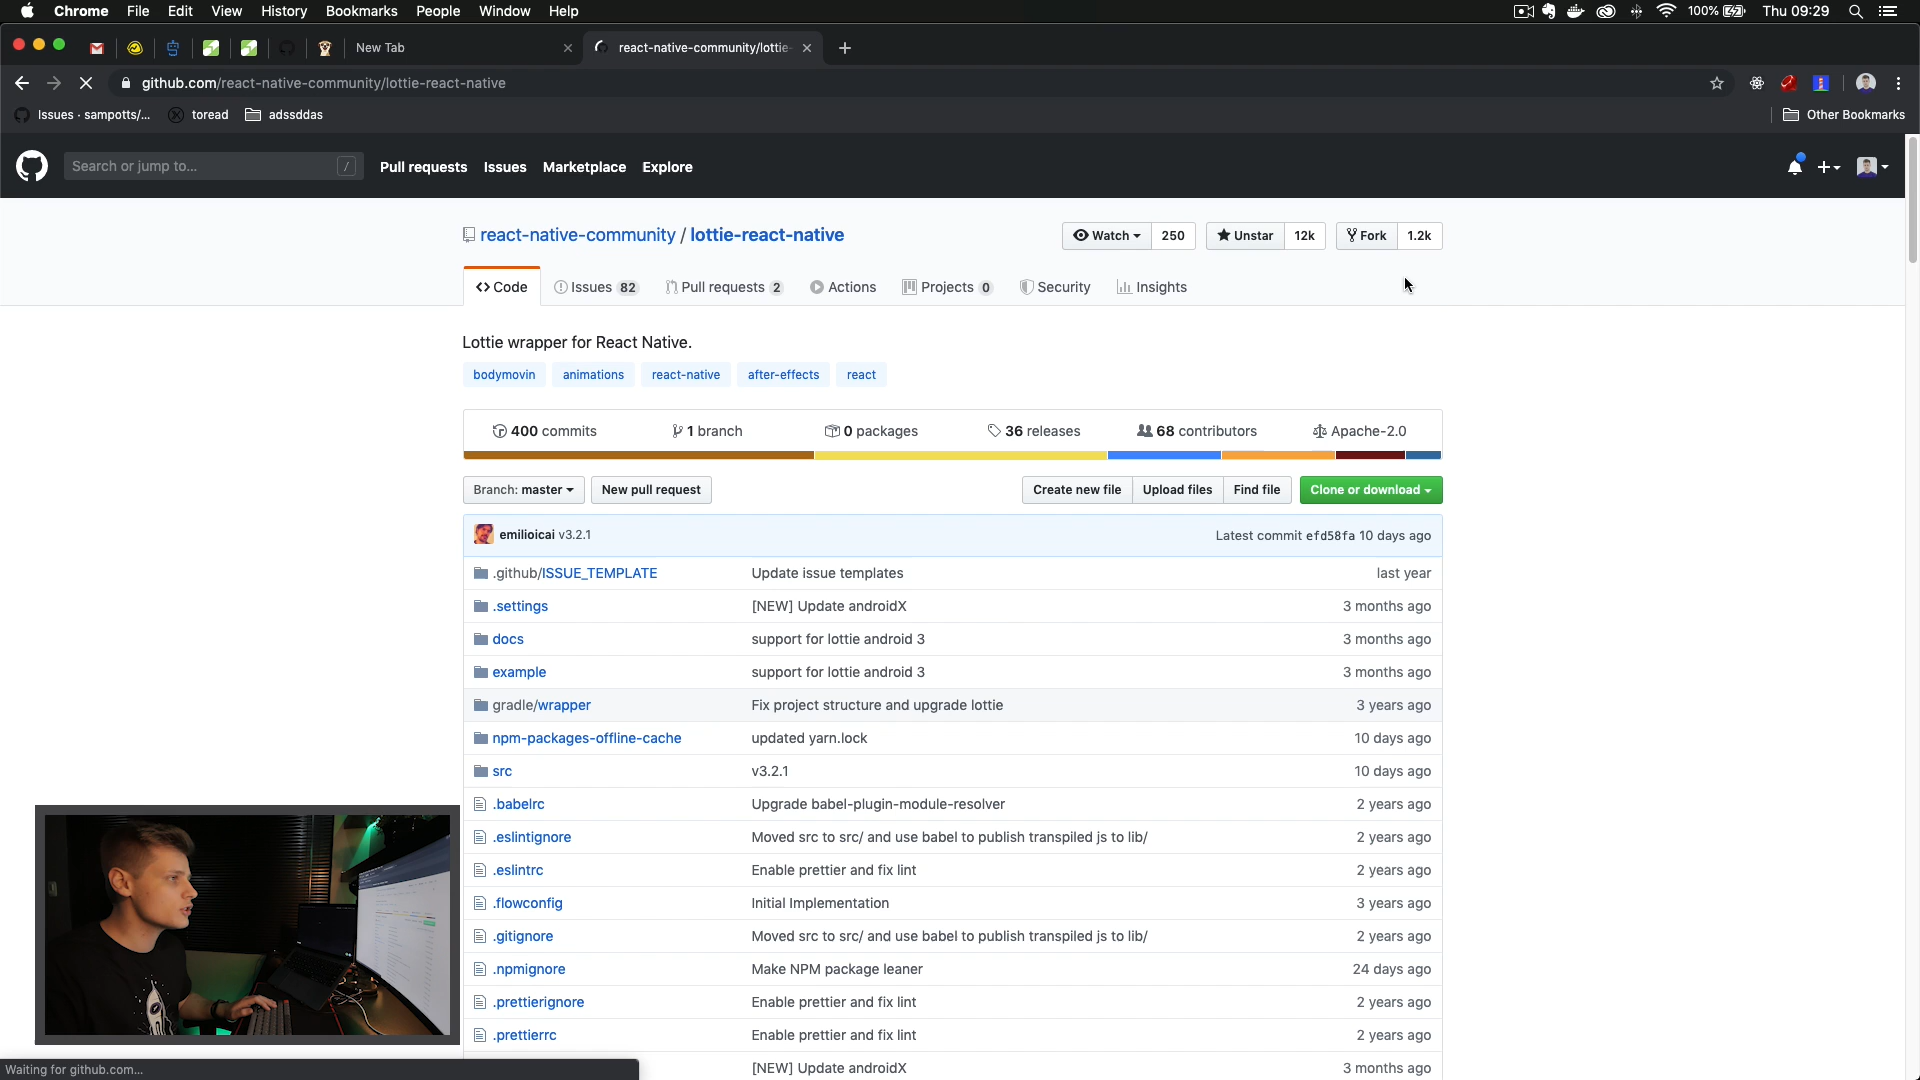 Chrome File Edit View History Bookmarks People Window Help 100% Thu 09:29
New Tab react-native-community/lottie-
github.com/react-native-community/lottie-react-native
Issues · sampotts/... toread adssddas Other Bookmarks
Search or jump to... / Pull requests Issues Marketplace Explore
react-native-community / lottie-react-native Watch 250 Unstar 12k Fork 1.2k
Code Issues 82 Pull requests 2 Actions Projects 0 Security Insights
Lottie wrapper for React Native.
bodymovin animations react-native after-effects react
400 commits 1 branch 0 packages 36 releases 68 contributors Apache-2.0
Branch: master New pull request Create new file Upload files Find file Clone or download
emilioicai v3.2.1 Latest commit efd58fa 10 days ago
.github/ISSUE_TEMPLATE Update issue templates last year
.settings [NEW] Update androidX 3 months ago
docs support for lottie android 3 3 months ago
example support for lottie android 3 3 months ago
gradle/wrapper Fix project structure and upgrade lottie 3 years ago
npm-packages-offline-cache updated yarn.lock 10 days ago
src v3.2.1 10 days ago
.babelrc Upgrade babel-plugin-module-resolver 2 years ago
.eslintignore Moved src to src/ and use babel to publish transpiled js to lib/ 2 years ago
.eslintrc Enable prettier and fix lint 2 years ago
.flowconfig Initial Implementation 3 years ago
.gitignore Moved src to src/ and use babel to publish transpiled js to lib/ 2 years ago
.npmignore Make NPM package leaner 24 days ago
.prettierignore Enable prettier and fix lint 2 years ago
.prettierrc Enable prettier and fix lint 2 years ago
[NEW] Update androidX 3 months ago
Waiting for github.com...